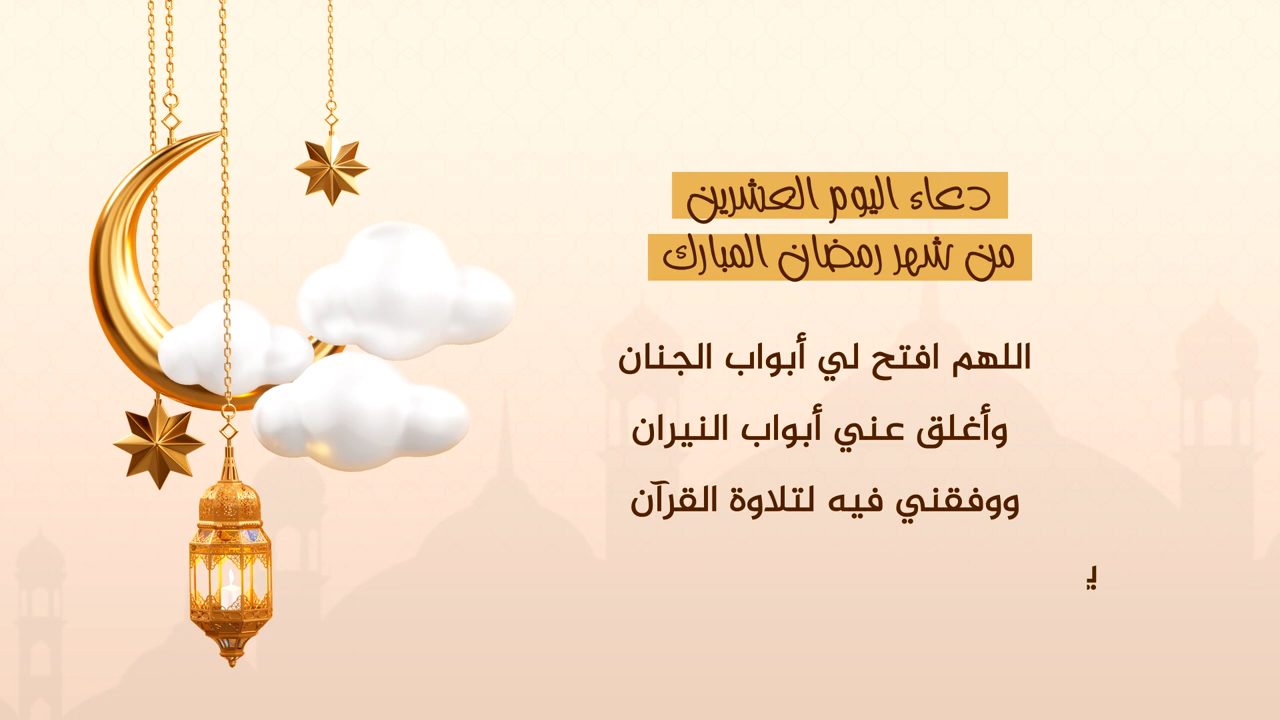 دعاء اليوم العشرين
من شهر رمضان المبارك
اللهم افتح لي أبواب الجنان
وأغلق عني أبواب النيران
ووفقني فيه لتلاوة القرآن
يـ